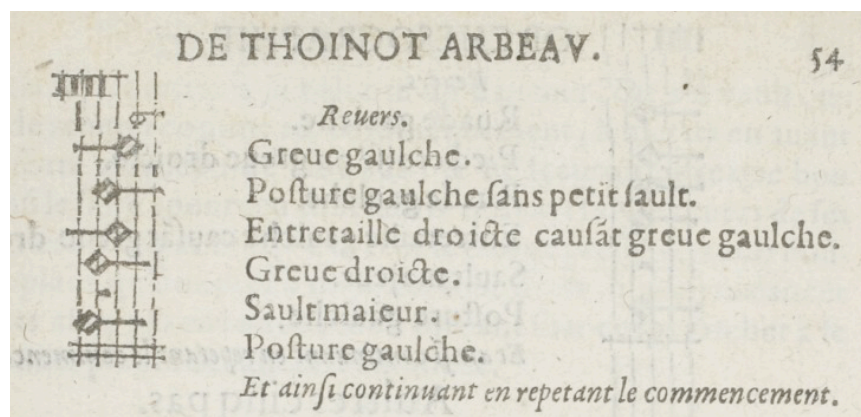 DE THOINOT ARBEAV. 54
Reuers.
Greue gaulche.
Poſture gaulche ſans petit ſault.
Entretaille droicte cauſãt greue gaulche.
Greue droicte.
Sault maieur.
Poſture gaulche.
Et ainſi continuant en repetant le commencement.